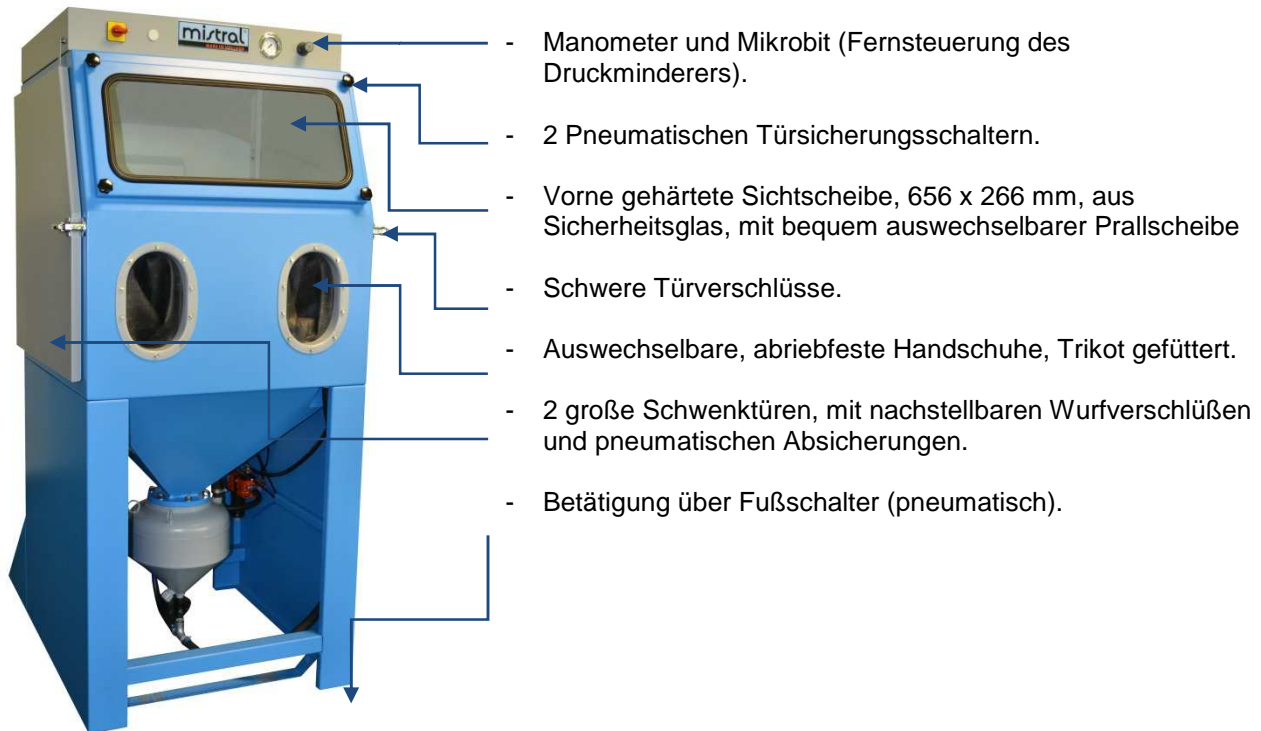 mistral
- Manometer und Mikrobit (Fernsteuerung des
Druckminderers).
- 2 Pneumatischen Türsicherungsschaltern.
- Vorne gehärtete Sichtscheibe, 656 x 266 mm, aus
Sicherheitsglas, mit bequem auswechselbarer Prallscheibe
- Schwere Türverschlüsse.
- Auswechselbare, abriebfeste Handschuhe, Trikot gefüttert.
- 2 große Schwenktüren, mit nachstellbaren Wurfverschlüßen
und pneumatischen Absicherungen.
- Betätigung über Fußschalter (pneumatisch).